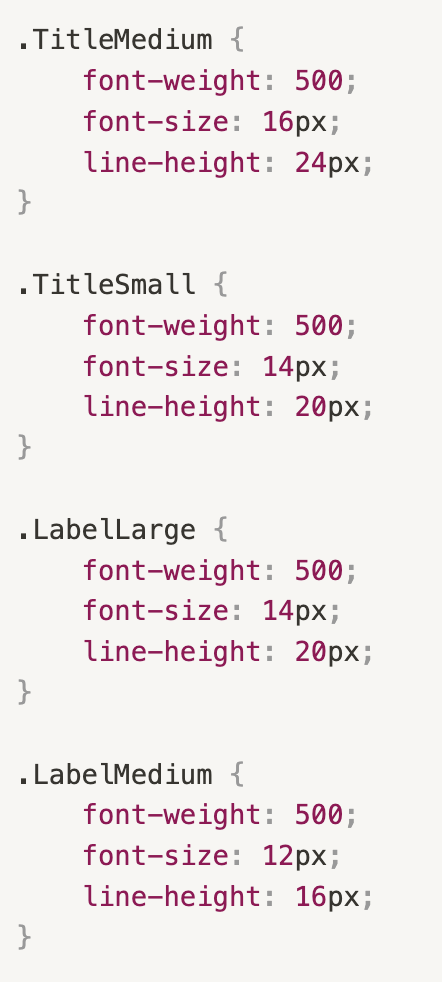 .TitleMedium {
    font-weight: 500;
    font-size: 16px;
    line-height: 24px;
}

.TitleSmall {
    font-weight: 500;
    font-size: 14px;
    line-height: 20px;
}

.LabelLarge {
    font-weight: 500;
    font-size: 14px;
    line-height: 20px;
}

.LabelMedium {
    font-weight: 500;
    font-size: 12px;
    line-height: 16px;
}